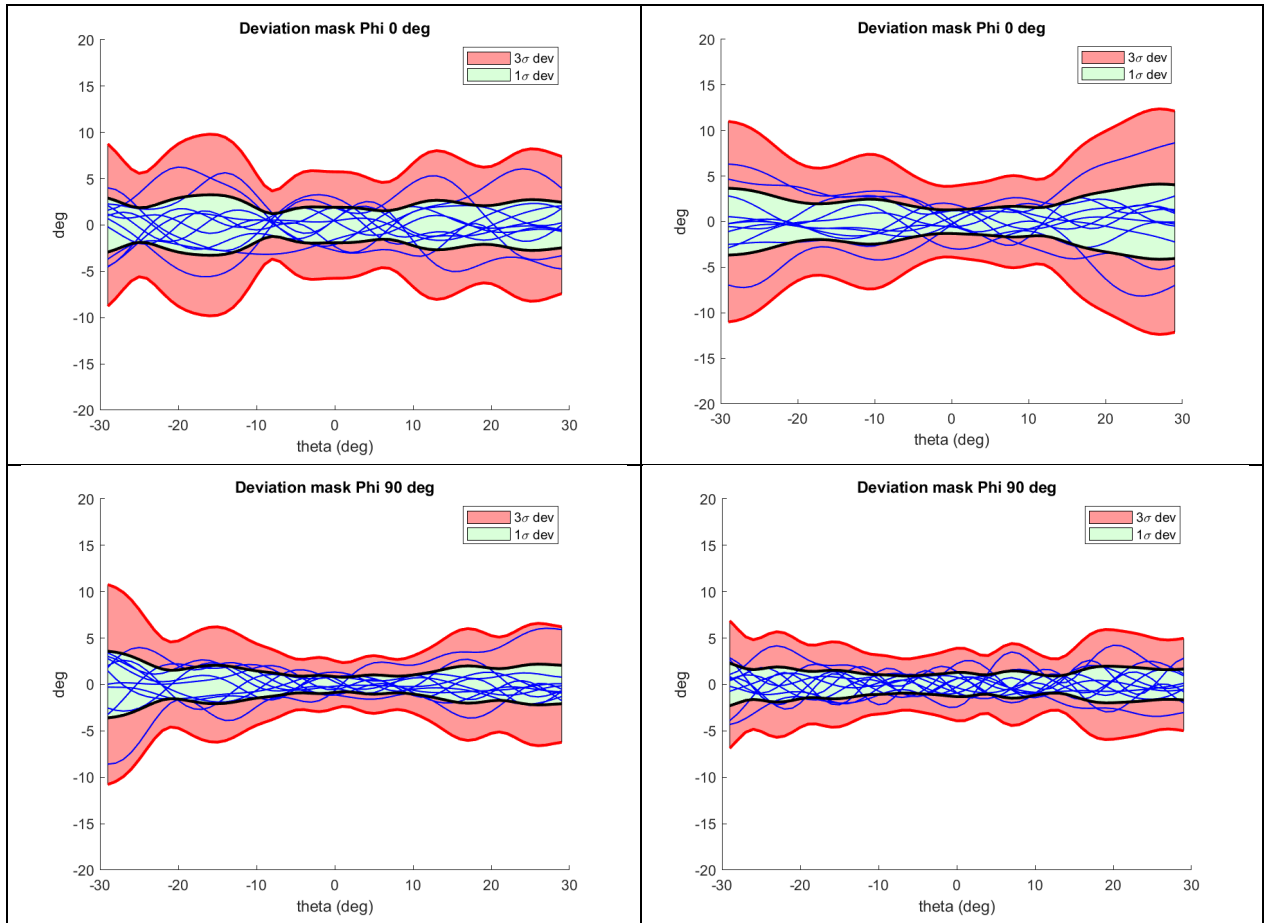 Deviation mask Phi 0 deg
3σ dev
1σ dev
20
15
10
5
0
-5
-10
-15
-20
deg
-30 -20 -10 0 10 20 30
theta (deg)
Deviation mask Phi 0 deg
3σ dev
1σ dev
20
15
10
5
0
-5
-10
-15
-20
deg
-30 -20 -10 0 10 20 30
theta (deg)
Deviation mask Phi 90 deg
3σ dev
1σ dev
20
15
10
5
0
-5
-10
-15
-20
deg
-30 -20 -10 0 10 20 30
theta (deg)
Deviation mask Phi 90 deg
3σ dev
1σ dev
20
15
10
5
0
-5
-10
-15
-20
deg
-30 -20 -10 0 10 20 30
theta (deg)